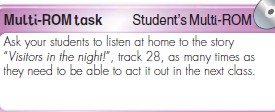 Multi-ROM task Student's Multi-ROM
Ask your students to listen at home to the story
"Visitors in the night!", track 28, as many times as
they need to be able to act it out in the next class.